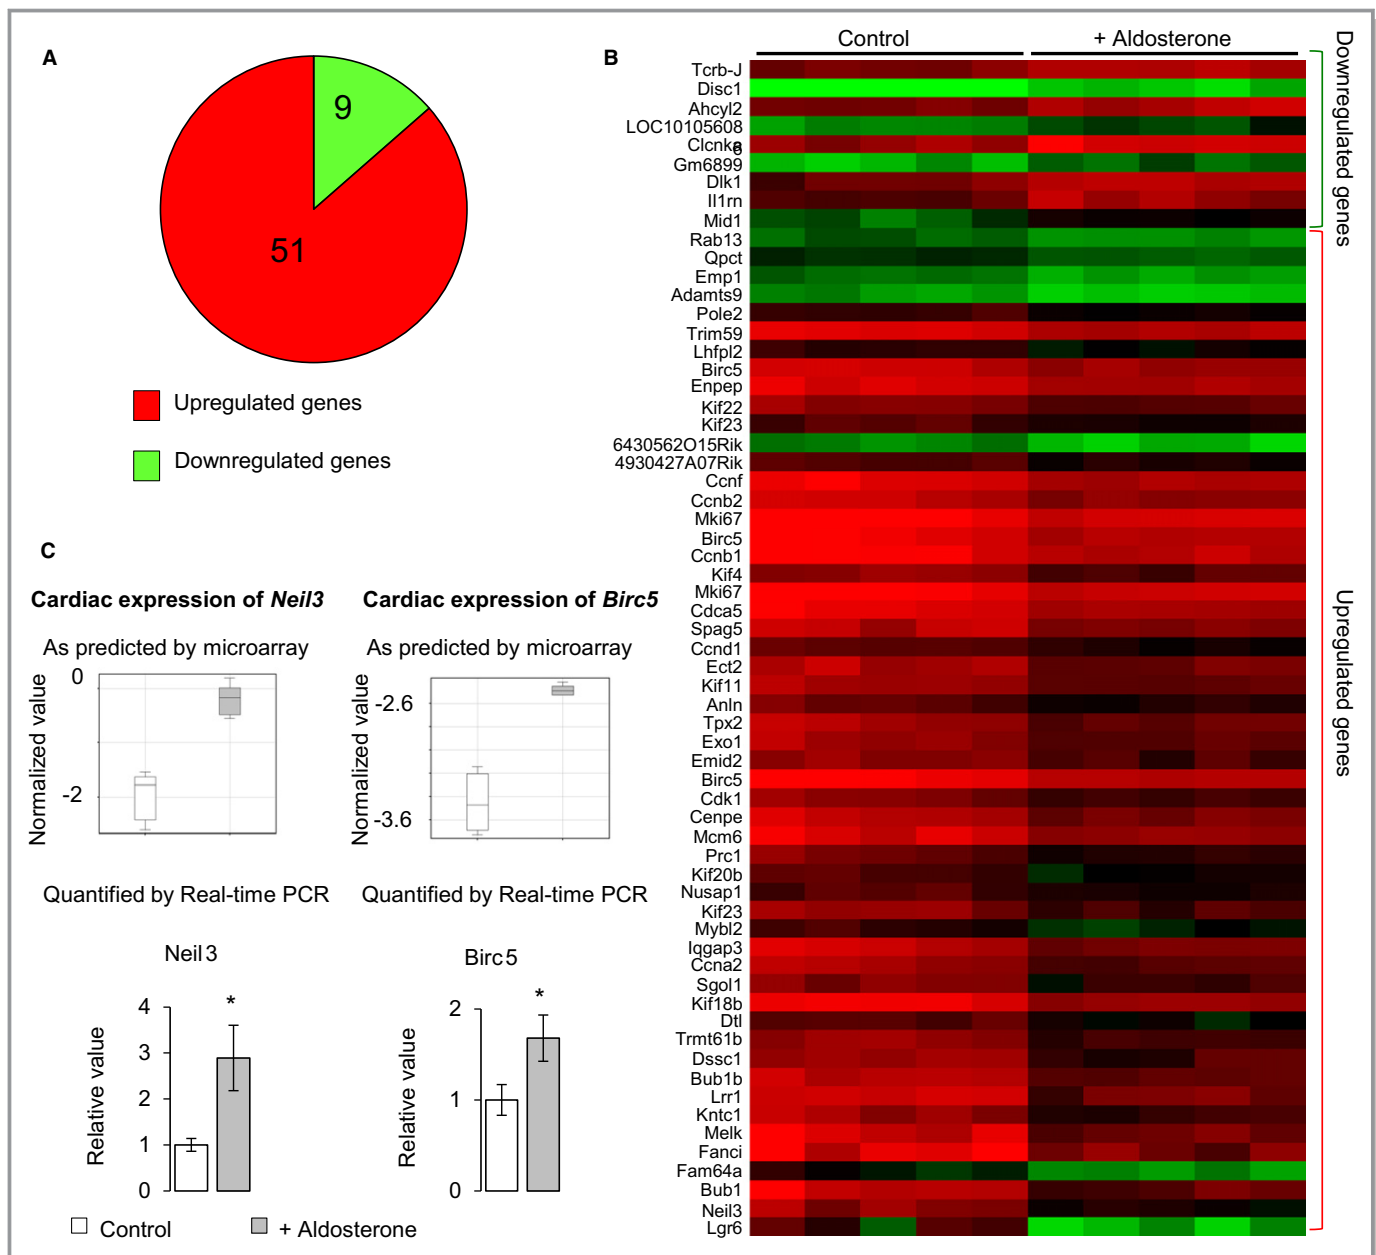 A
9
51
Upregulated genes
Downregulated genes
B
Control
+ Aldosterone
Tcrb-J
Disc1
Ahcyl2
LOC10105608
Clcnka
6
Gm6899
Dlk1
Il1rn
Mid1
Rab13
Qpct
Emp1
Adamts9
Pole2
Trim59
Lhfpl2
Birc5
Enpep
Kif22
Kif23
6430562O15Rik
4930427A07Rik
Ccnf
Ccnb2
Mki67
Birc5
Ccnb1
Kif4
Mki67
Cdca5
Spag5
Ccnd1
Ect2
Kif11
Anln
Tpx2
Exo1
Emid2
Birc5
Cdk1
Cenpe
Mcm6
Prc1
Kif20b
Nusap1
Kif23
Mybl2
Iqgap3
Ccna2
Sgol1
Kif18b
Dtl
Trmt61b
Dssc1
Bub1b
Lrr1
Kntc1
Melk
Fanci
Fam64a
Bub1
Neil3
Lgr6
Downregulated genes
Upregulated genes
C
Cardiac expression of Neil3
As predicted by microarray
Normalized value
0
-2
Cardiac expression of Birc5
As predicted by microarray
Normalized value
-2.6
-3.6
Quantified by Real-time PCR
Neil3
*
Relative value
4
3
2
1
0
Quantified by Real-time PCR
Birc5
*
Relative value
2
1
0
Control
+ Aldosterone